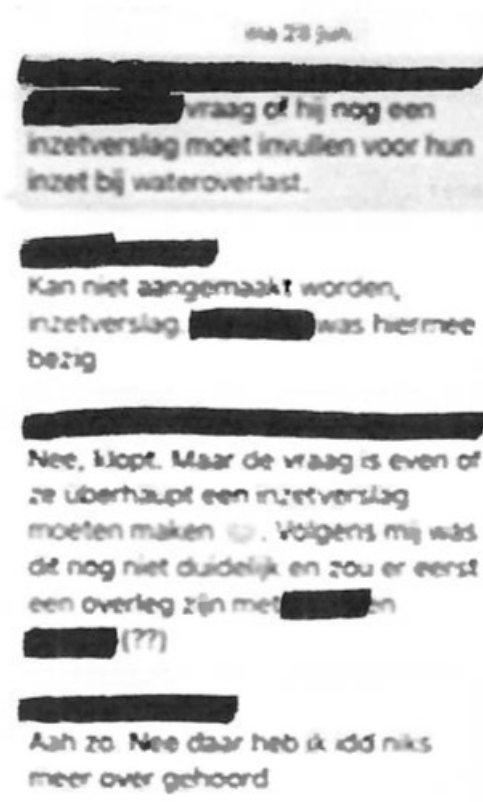 ma 28 jun.
vraag of hij nog een
inzetverslag moet invullen voor hun
inzet bij wateroverlast.
Kan niet aangemaakt worden,
inzetverslag. was hiermee
bezig
Nee, klopt. Maar de vraag is even of
ze überhaupt een inzetverslag
moeten maken . Volgens mij was
dit nog niet duidelijk en zou er eerst
een overleg zijn met en
(??)
Aah zo. Nee daar heb ik idd niks
meer over gehoord